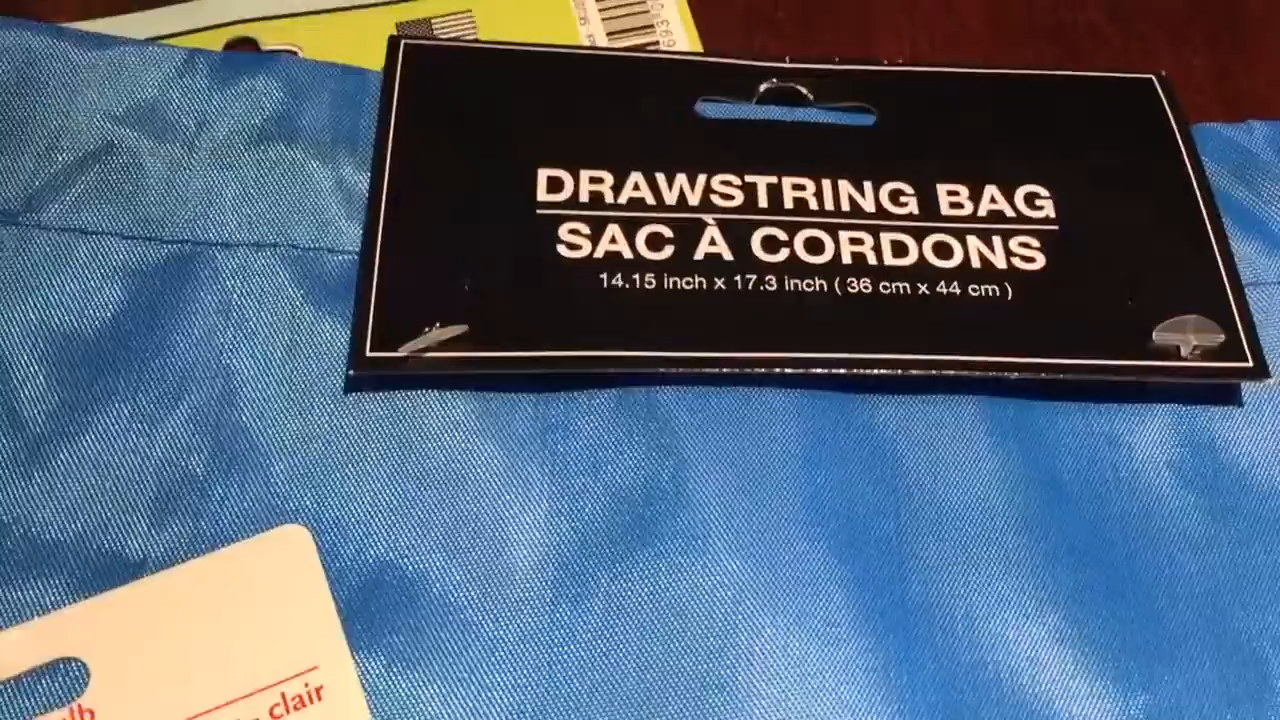 DRAWSTRING BAG
SAC À CORDONS
14.15 inch x 17.3 inch ( 36 cm x 44 cm )
clair